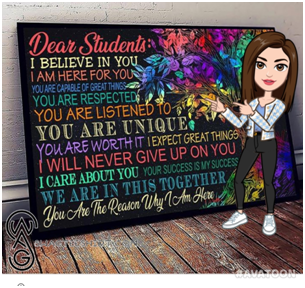 Dear Students:
I BELIEVE IN YOU
I AM HERE FOR YOU
YOU ARE CAPABLE OF GREAT THINGS
YOU ARE RESPECTED
YOU ARE LISTENED TO
YOU ARE UNIQUE
YOU ARE WORTH IT I EXPECT GREAT THINGS
I WILL NEVER GIVE UP ON YOU
I CARE ABOUT YOU YOUR SUCCESS IS MY SUCCESS
WE ARE IN THIS TOGETHER
You Are The Reason Why I Am Here
#AVATOON